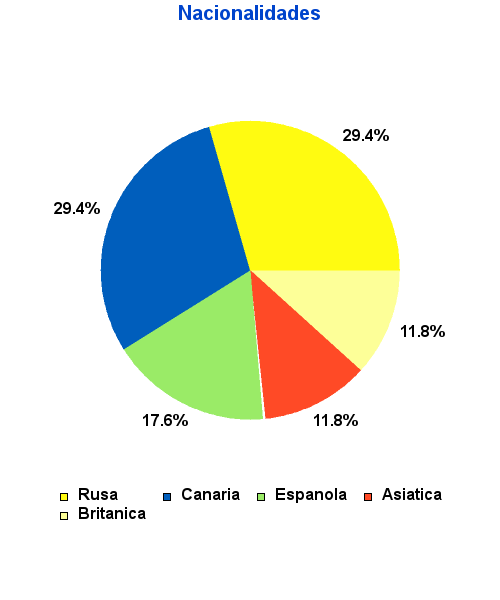 Nacionalidades
29.4%
29.4%
11.8%
17.6%
11.8%
Rusa Canaria Espanola Asiatica
Britanica